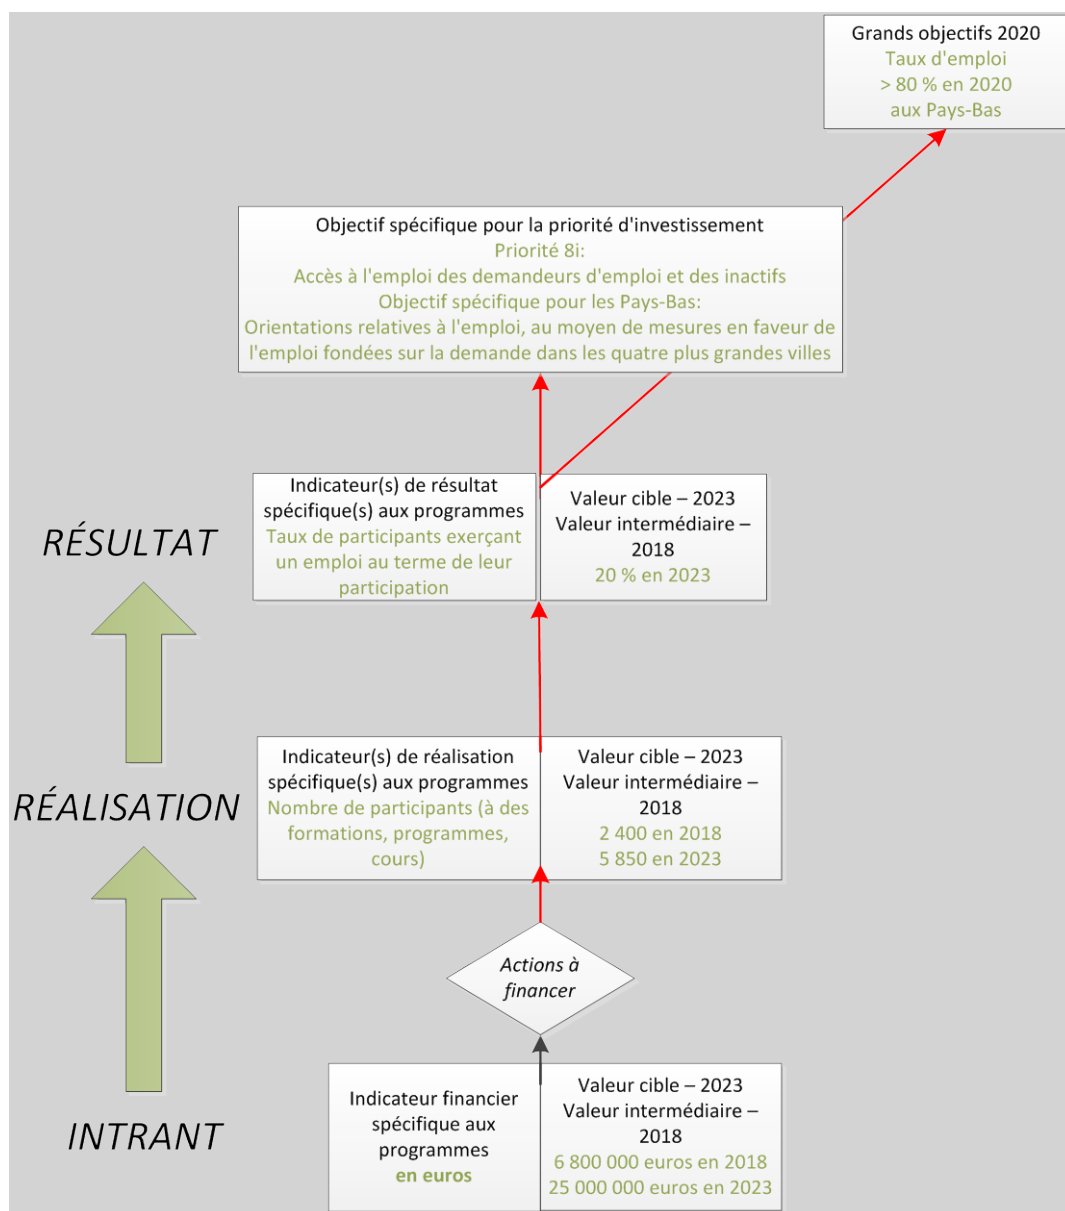 Grands objectifs 2020
Taux d'emploi
> 80 % en 2020
aux Pays-Bas
Objectif spécifique pour la priorité d'investissement
Priorité 8i:
Accès à l'emploi des demandeurs d'emploi et des inactifs
Objectif spécifique pour les Pays-Bas:
Orientations relatives à l'emploi, au moyen de mesures en faveur de
l'emploi fondées sur la demande dans les quatre plus grandes villes
RÉSULTAT
Indicateur(s) de résultat
spécifique(s) aux programmes
Taux de participants exerçant
un emploi au terme de leur
participation
Valeur cible – 2023
Valeur intermédiaire –
2018
20 % en 2023
RÉALISATION
Indicateur(s) de réalisation
spécifique(s) aux programmes
Nombre de participants (à des
formations, programmes,
cours)
Valeur cible – 2023
Valeur intermédiaire –
2018
2 400 en 2018
5 850 en 2023
Actions à
financer
INTRANT
Indicateur financier
spécifique aux
programmes
en euros
Valeur cible – 2023
Valeur intermédiaire –
2018
6 800 000 euros en 2018
25 000 000 euros en 2023